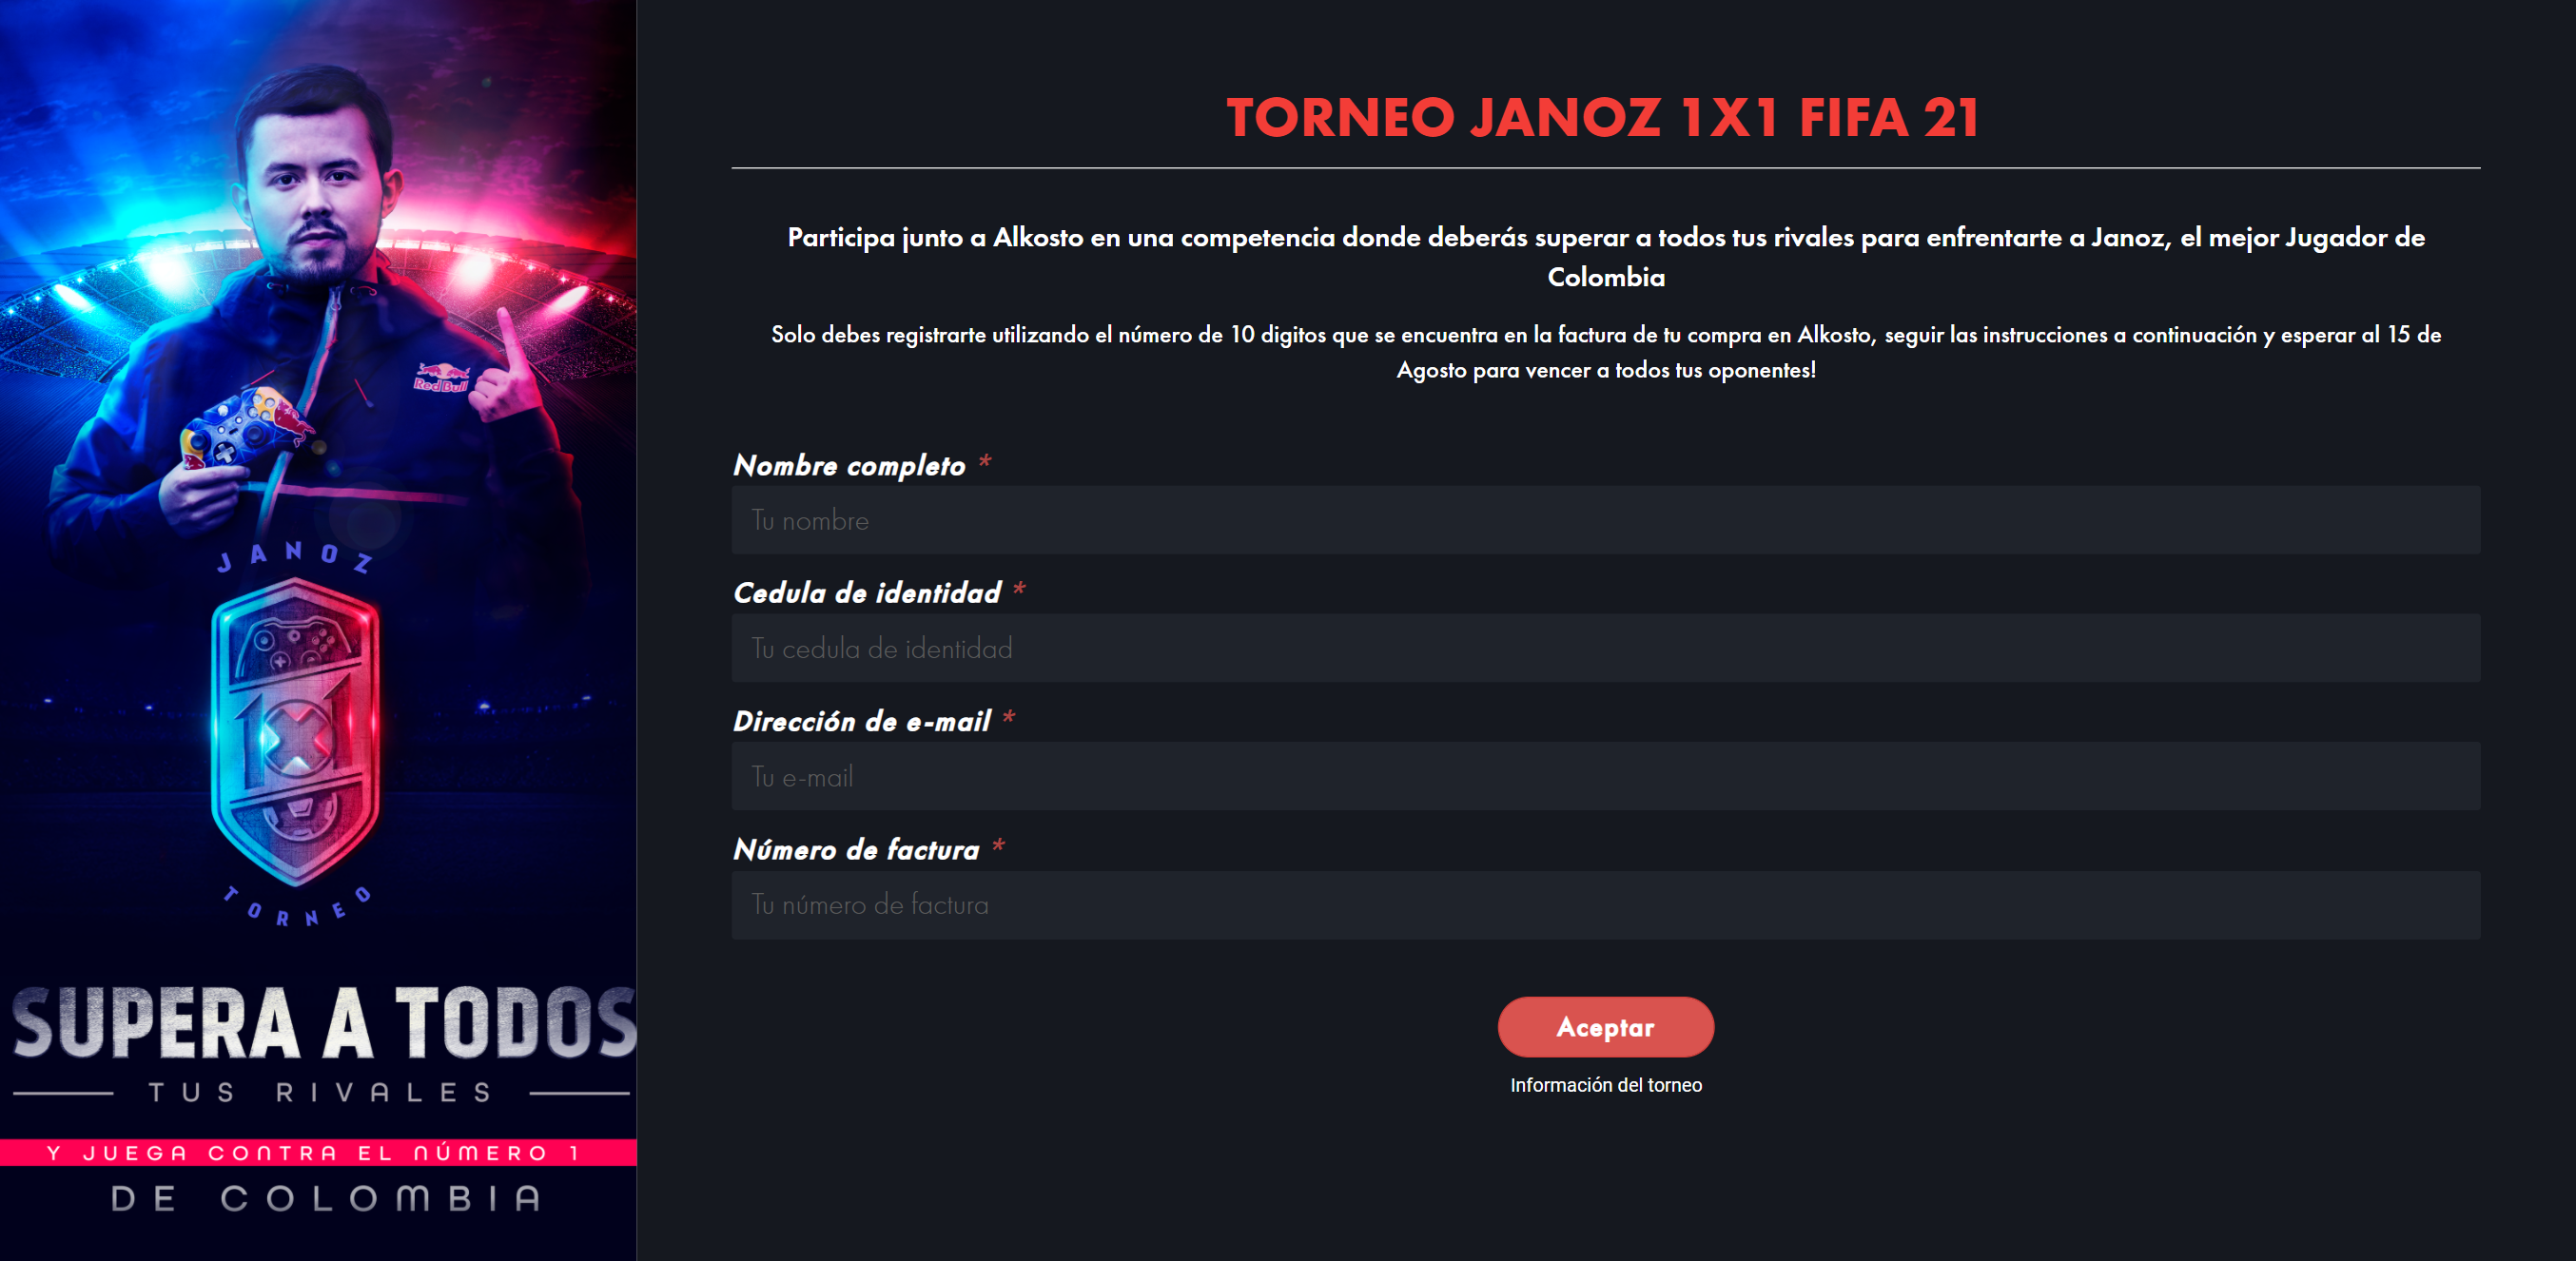 Red Bull
JANOZ
1X1
TORNEO
SUPERA A TODOS
TUS RIVALES
Y JUEGA CONTRA EL NÚMERO 1
DE COLOMBIA
TORNEO JANOZ 1X1 FIFA 21
Participa junto a Alkosto en una competencia donde deberás superar a todos tus rivales para enfrentarte a Janoz, el mejor Jugador de
Colombia
Solo debes registrarte utilizando el número de 10 digitos que se encuentra en la factura de tu compra en Alkosto, seguir las instrucciones a continuación y esperar al 15 de
Agosto para vencer a todos tus oponentes!
Nombre completo *
Tu nombre
Cedula de identidad *
Tu cedula de identidad
Dirección de e-mail *
Tu e-mail
Número de factura *
Tu número de factura
Aceptar
Información del torneo